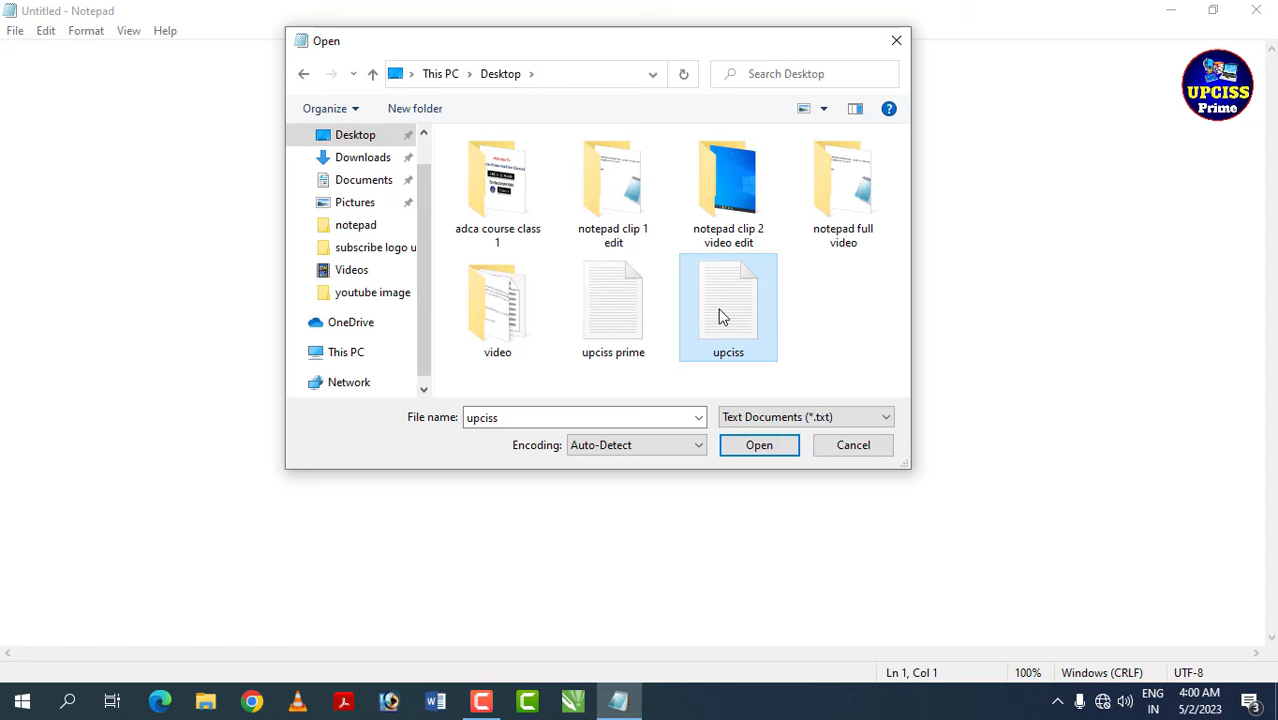 Untitled - Notepad
File Edit Format View Help
Open
This PC Desktop
Search Desktop
Organize New folder
Desktop
Downloads
Documents
Pictures
notepad
subscribe logo u
Videos
youtube image
OneDrive
This PC
Network
adca course class
1
notepad clip 1
edit
notepad clip 2
video edit
notepad full
video
video
upciss prime
upciss
File name: upciss Text Documents (*.txt)
Encoding: Auto-Detect Open Cancel
UPCISS
Prime
Ln 1, Col 1 100% Windows (CRLF) UTF-8
ENG
IN
4:00 AM
5/2/2023
3